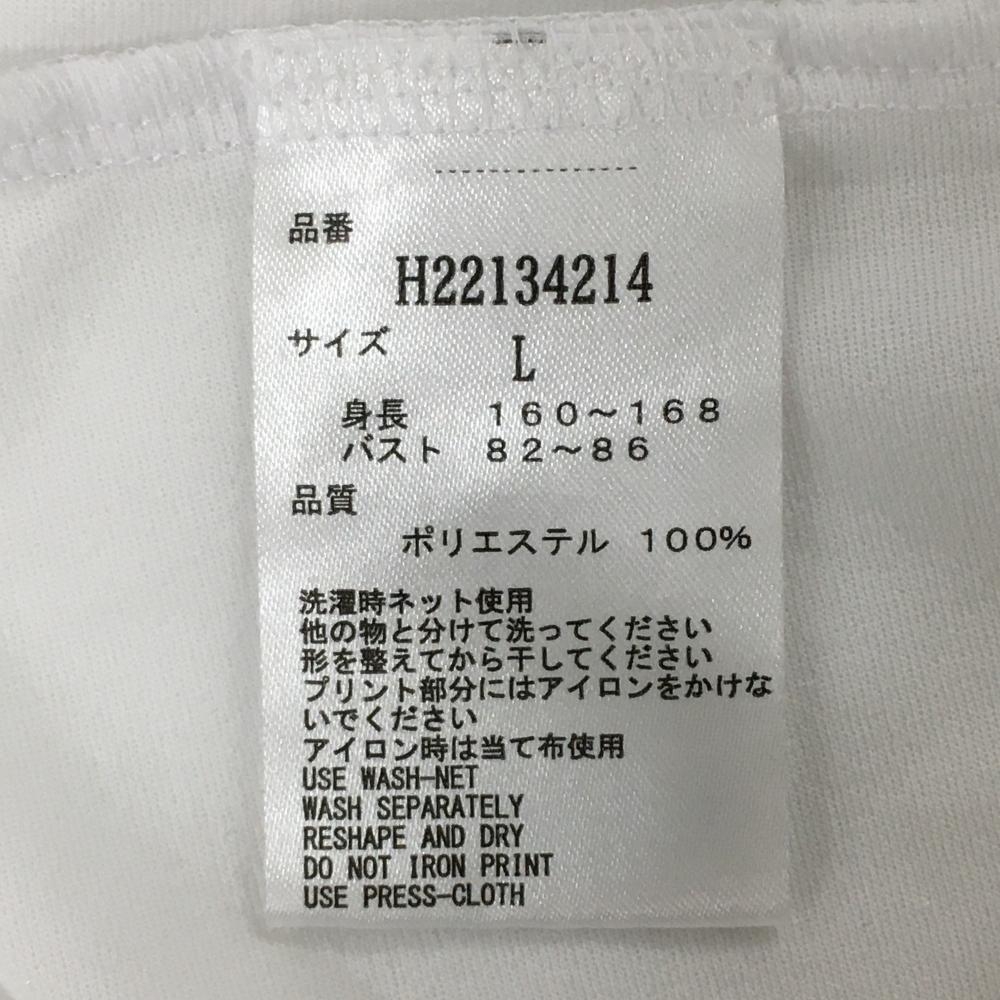 品番
H22134214
サイズ L
身長 160～168
バスト 82～86
品質
ポリエステル 100%
洗濯時ネット使用
他の物と分けて洗ってください
形を整えてから干してください
プリント部分にはアイロンをかけな
いでください
アイロン時は当て布使用
USE WASH-NET
WASH SEPARATELY
RESHAPE AND DRY
DO NOT IRON PRINT
USE PRESS-CLOTH